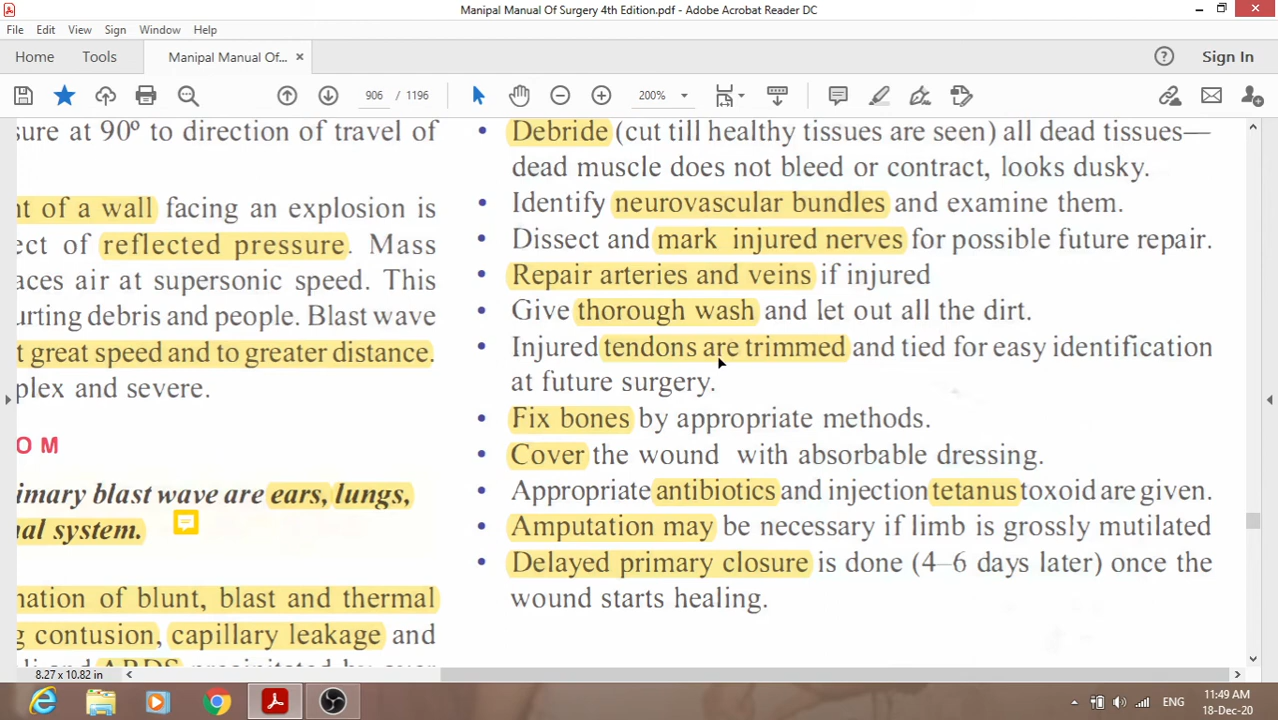 Manipal Manual Of Surgery 4th Edition.pdf - Adobe Acrobat Reader DC
File Edit View Sign Window Help
Home Tools Manipal Manual Of... × Sign In
906 / 1196 200%
sure at 90º to direction of travel of
nt of a wall facing an explosion is
ect of reflected pressure. Mass
aces air at supersonic speed. This
urting debris and people. Blast wave
t great speed and to greater distance.
plex and severe.
O M
imary blast wave are ears, lungs,
nal system.
nation of blunt, blast and thermal
g contusion, capillary leakage and
• Debride (cut till healthy tissues are seen) all dead tissues—
dead muscle does not bleed or contract, looks dusky.
• Identify neurovascular bundles and examine them.
• Dissect and mark injured nerves for possible future repair.
• Repair arteries and veins if injured
• Give thorough wash and let out all the dirt.
• Injured tendons are trimmed and tied for easy identification
at future surgery.
• Fix bones by appropriate methods.
• Cover the wound with absorbable dressing.
• Appropriate antibiotics and injection tetanus toxoid are given.
• Amputation may be necessary if limb is grossly mutilated
• Delayed primary closure is done (4–6 days later) once the
wound starts healing.
8.27 x 10.82 in
ENG
11:49 AM
18-Dec-20